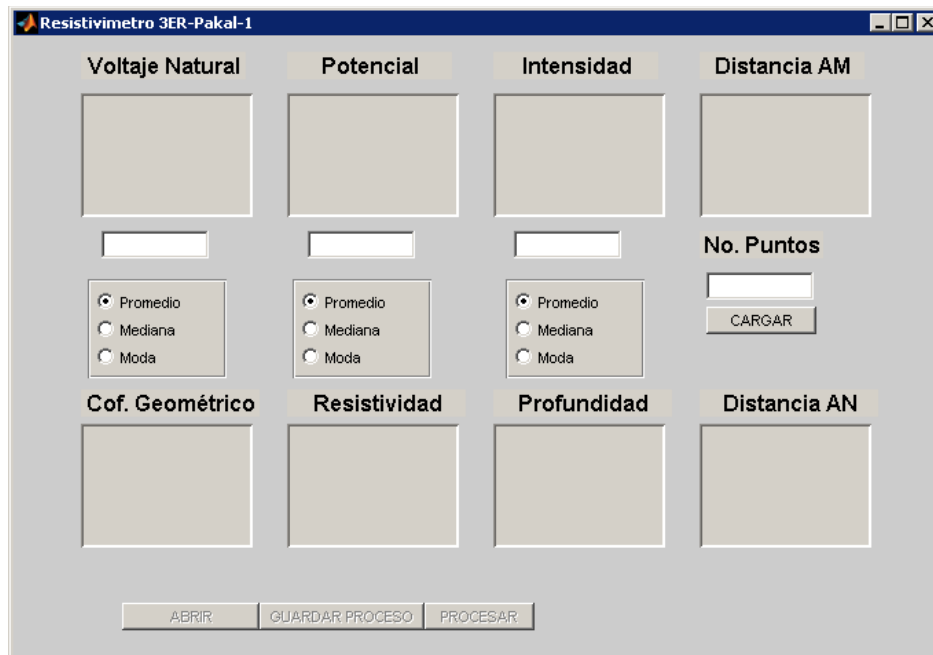 Resistivimetro 3ER-Pakal-1
Voltaje Natural
Potencial
Intensidad
Distancia AM
No. Puntos
CARGAR
Promedio
Mediana
Moda
Promedio
Mediana
Moda
Promedio
Mediana
Moda
Cof. Geométrico
Resistividad
Profundidad
Distancia AN
ABRIR
GUARDAR PROCESO
PROCESAR